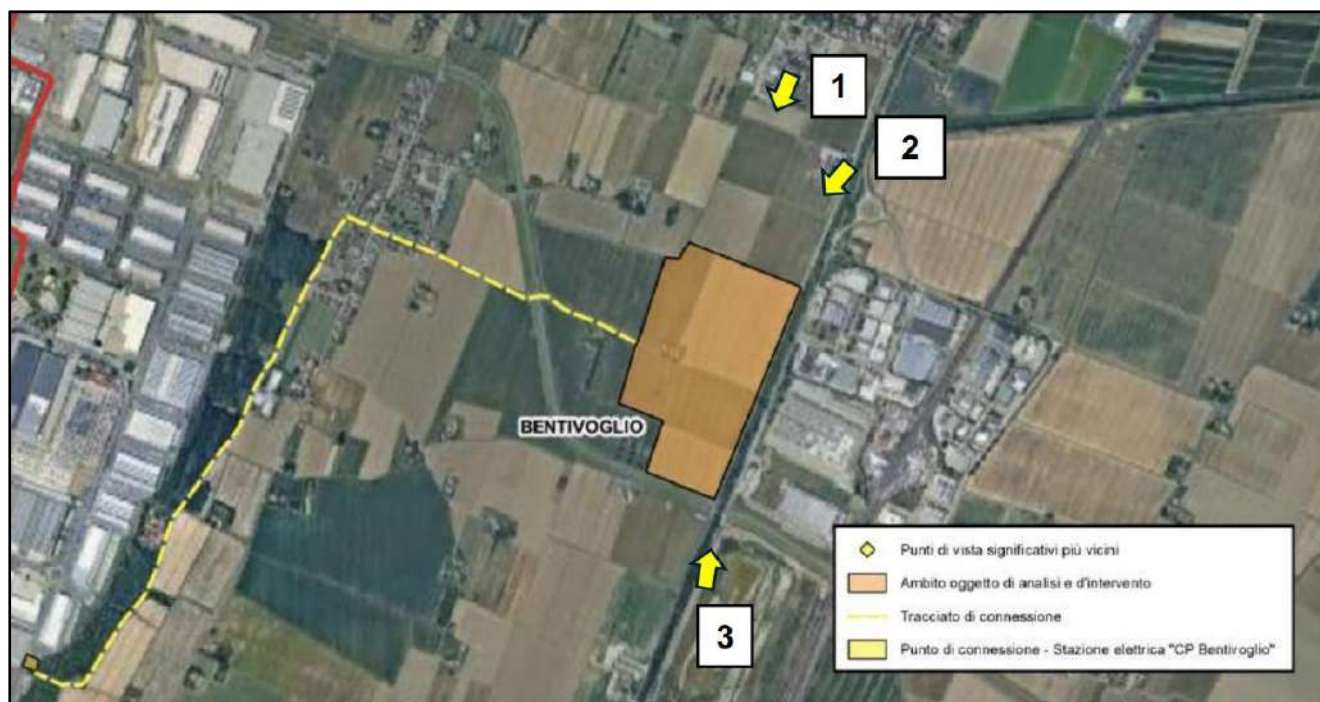 1
2
BENTIVOGLIO
Punti di vista significativi più vicini
Ambito oggetto di analisi e d'intervento
Tracciato di connessione
Punto di connessione - Stazione elettrica "CP Bentivoglio"
3